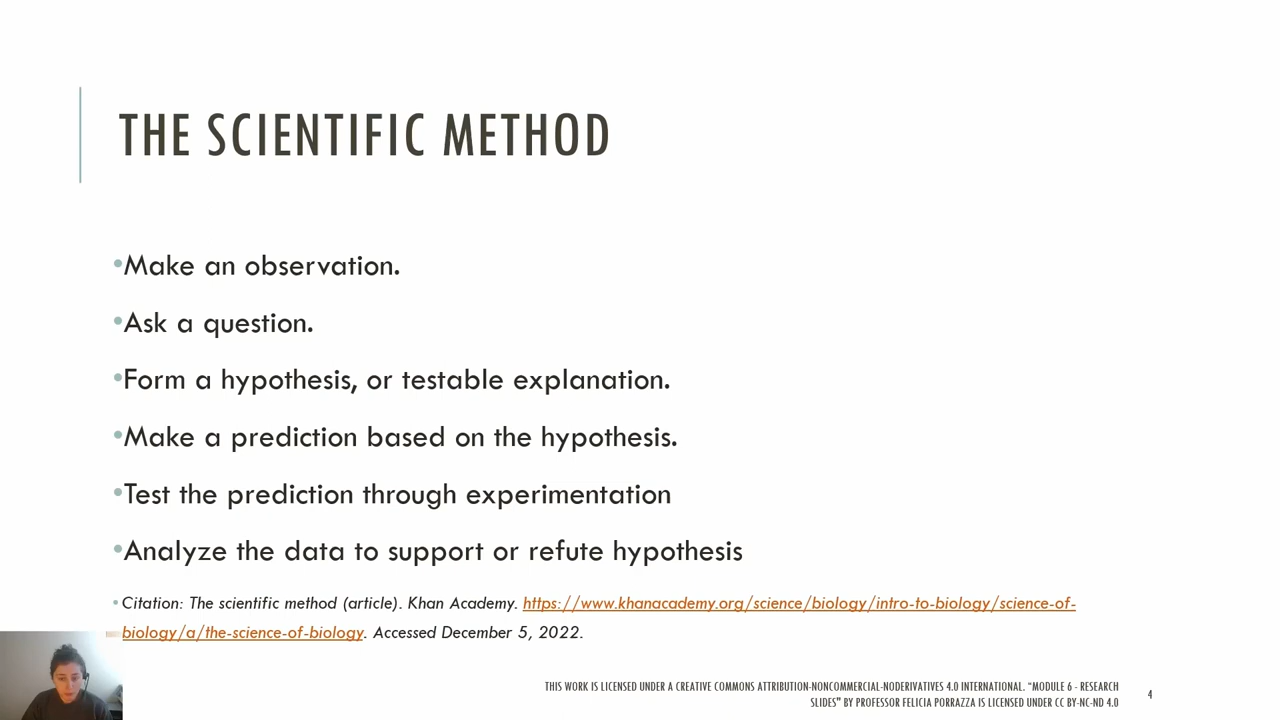 THE SCIENTIFIC METHOD
•Make an observation.
•Ask a question.
•Form a hypothesis, or testable explanation.
•Make a prediction based on the hypothesis.
•Test the prediction through experimentation
•Analyze the data to support or refute hypothesis
•Citation: The scientific method (article). Khan Academy. https://www.khanacademy.org/science/biology/intro-to-biology/science-of-
biology/a/the-science-of-biology. Accessed December 5, 2022.
THIS WORK IS LICENSED UNDER A CREATIVE COMMONS ATTRIBUTION-NONCOMMERCIAL-NODERIVATIVES 4.0 INTERNATIONAL. "MODULE 6 - RESEARCH
SLIDES" BY PROFESSOR FELICIA PORRAZZA IS LICENSED UNDER CC BY-NC-ND 4.0
4